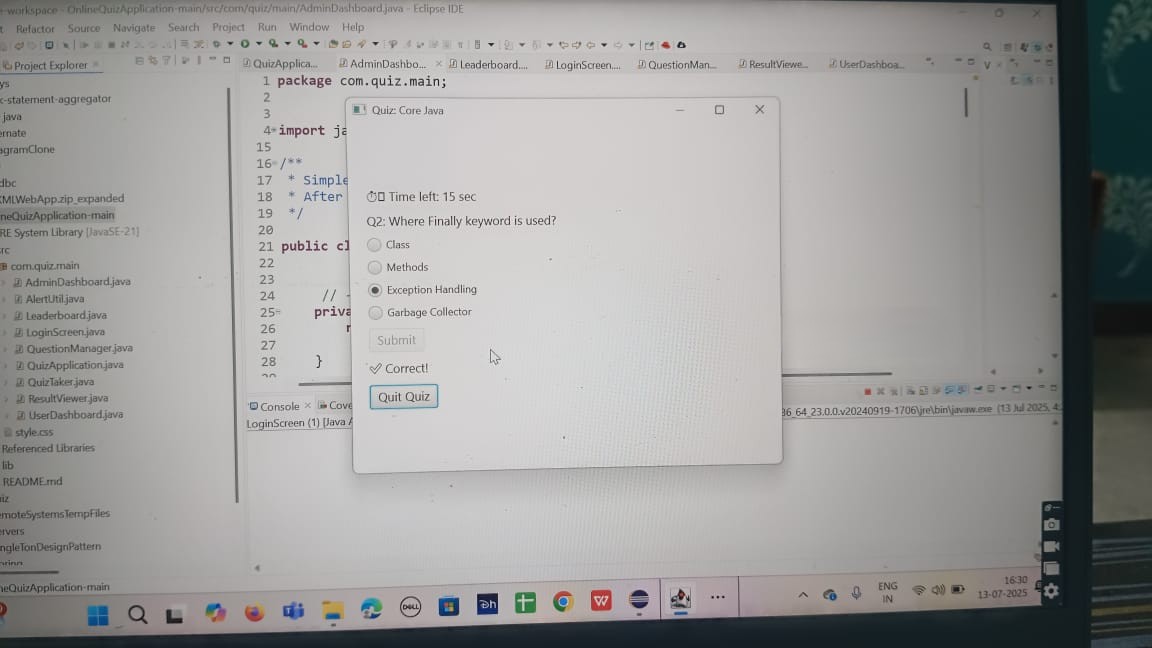 -workspace - OnlineQuizApplication-main/src/com/quiz/main/AdminDashboard.java - Eclipse IDE
Refactor Source Navigate Search Project Run Window Help
Project Explorer
QuizApplica... AdminDashbo... Leaderboard.... LoginScreen.... QuestionMan... ResultViewe... UserDashboa...
ys
k-statement-aggregator
java
ernate
agramClone
dbc
XMLWebApp.zip_expanded
neQuizApplication-main
RE System Library [JavaSE-21]
rc
com.quiz.main
AdminDashboard.java
AlertUtil.java
Leaderboard.java
LoginScreen.java
QuestionManager.java
QuizApplication.java
QuizTaker.java
ResultViewer.java
UserDashboard.java
style.css
Referenced Libraries
lib
README.md
iz
emoteSystemsTempFiles
ervers
ngleTonDesignPattern
neQuizApplication-main
1 package com.quiz.main;
2
3
4 import ja
15
16 /**
17 * Simple
18 * After
19 */
20
21 public cl
22
23
24 // -
25 priva
26
27
28 }
Quiz: Core Java
Time left: 15 sec
Q2: Where Finally keyword is used?
Class
Methods
Exception Handling
Garbage Collector
Submit
Correct!
Quit Quiz
Console Cove
LoginScreen (1) [Java A
86_64_23.0.0.v20240919-1706\jre\bin\javaw.exe (13 Jul 2025, 4:
DELL
Dh
W
ENG
IN
16:30
13-07-2025